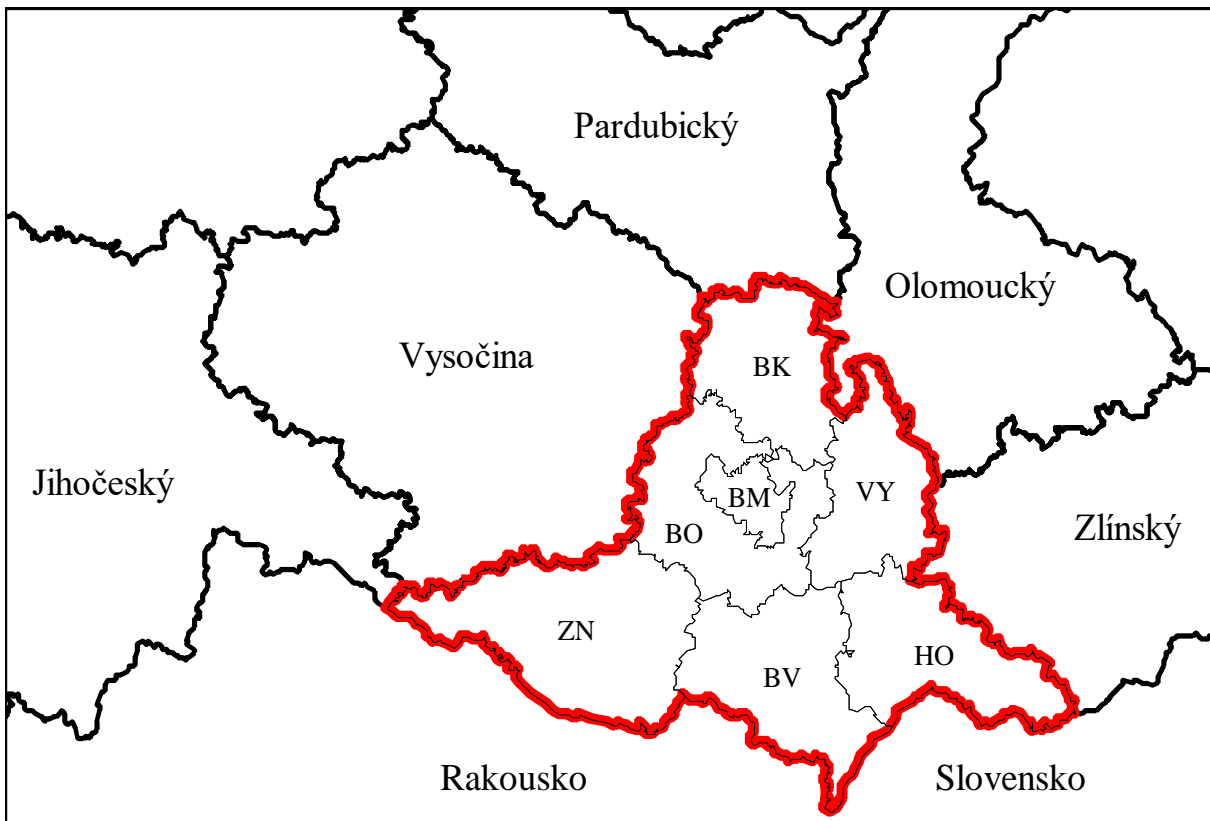 Pardubický
Olomoucký
Vysočina
BK
Jihočeský
BM
VY
BO
Zlínský
ZN
HO
BV
Rakousko
Slovensko